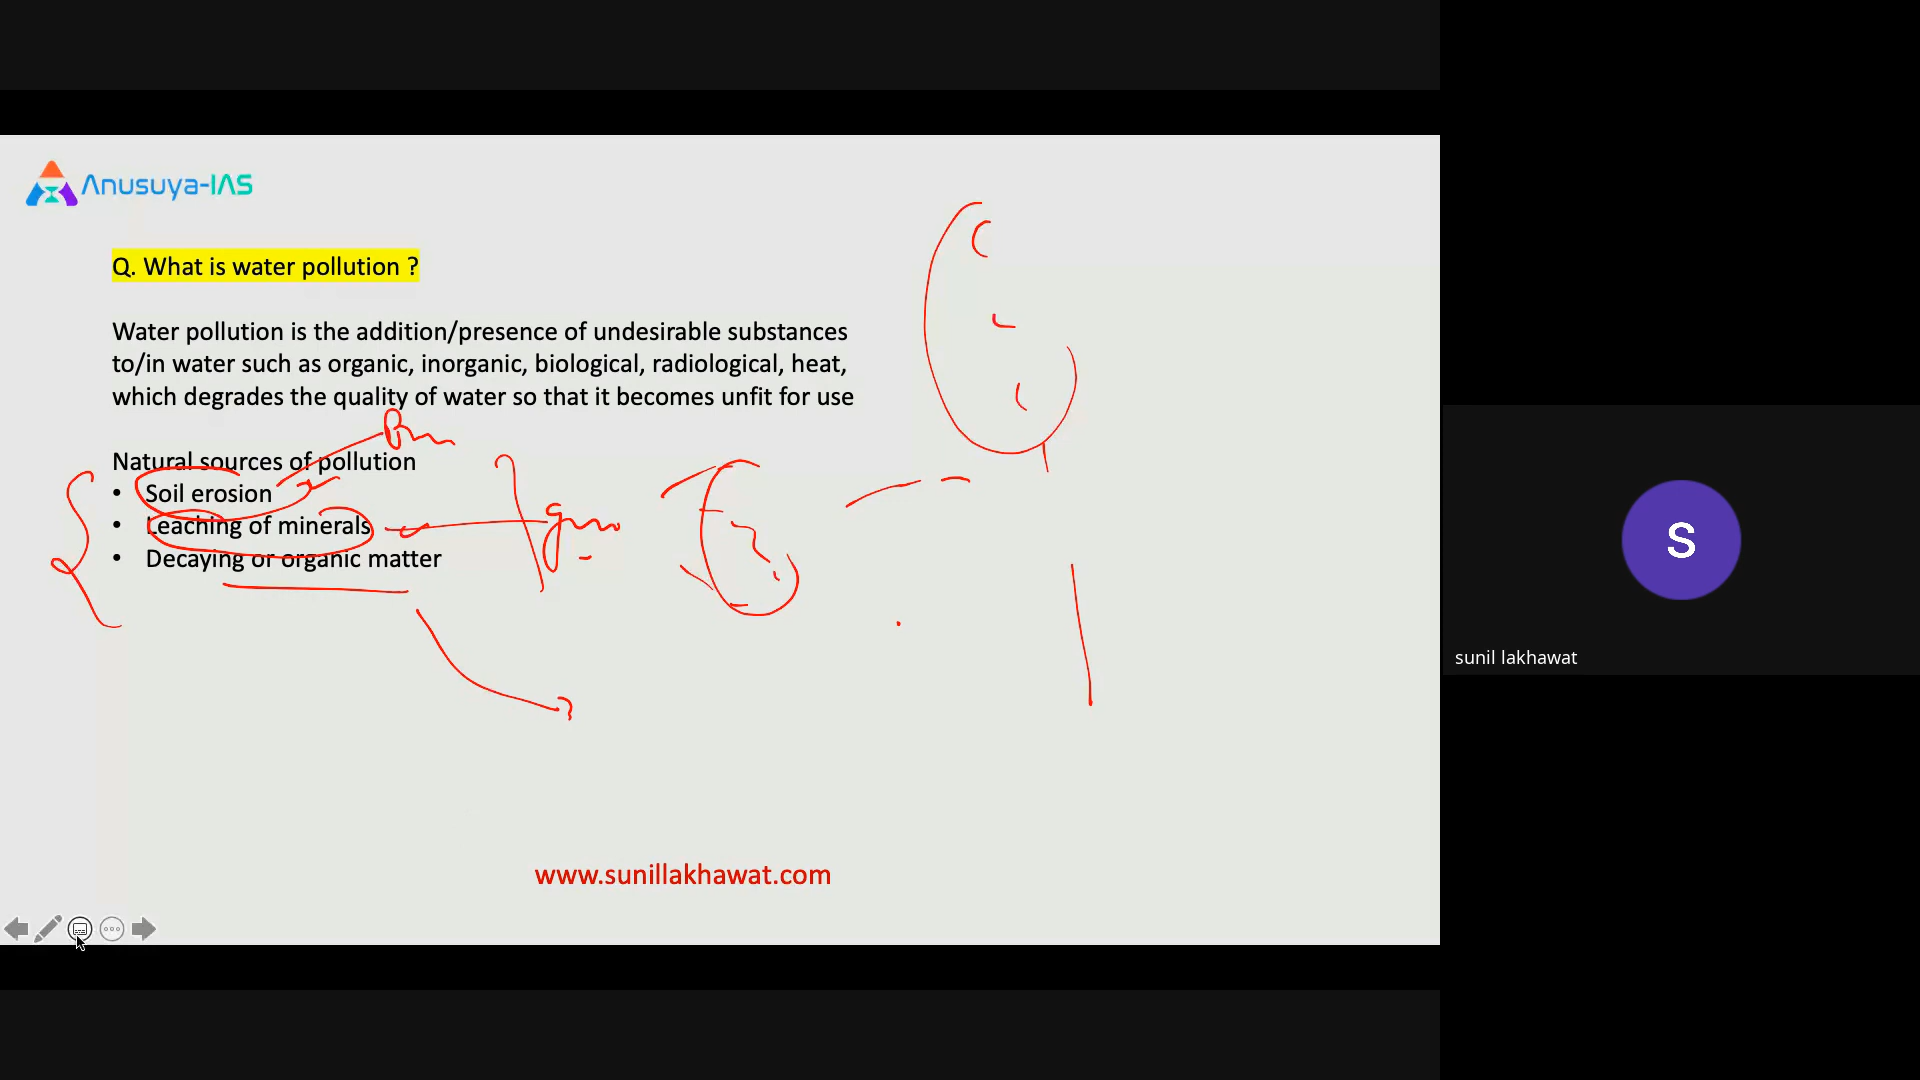 Anusuya-IAS
Q. What is water pollution ?
Water pollution is the addition/presence of undesirable substances
to/in water such as organic, inorganic, biological, radiological, heat,
which degrades the quality of water so that it becomes unfit for use
Natural sources of pollution
• Soil erosion
• Leaching of minerals
• Decaying or organic matter
www.sunillakhawat.com
S
sunil lakhawat